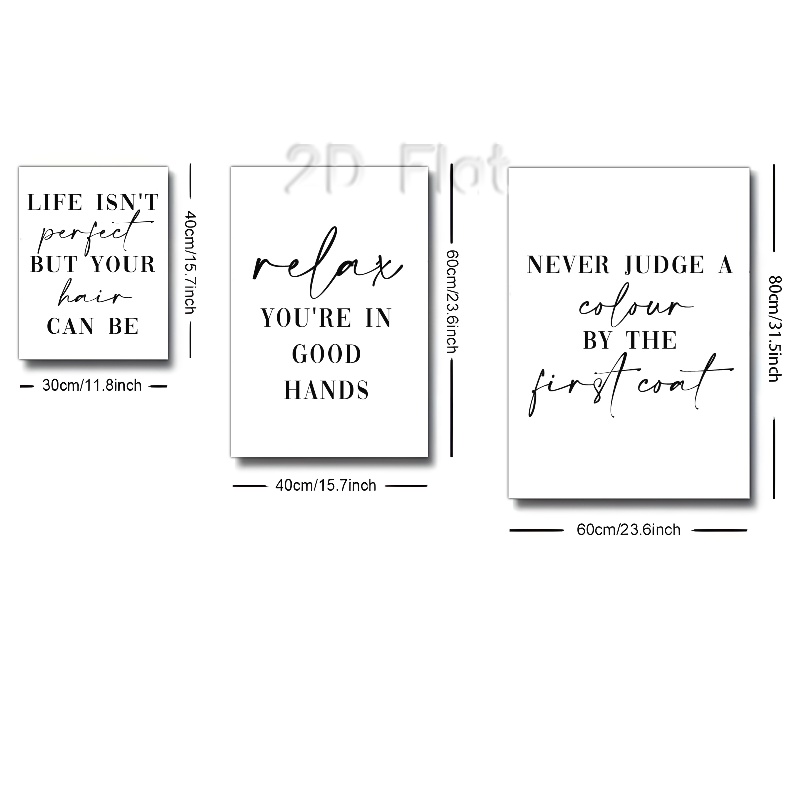 2D Flat
LIFE ISN'T
perfect
BUT YOUR
hair
CAN BE
40cm/15.7inch
30cm/11.8inch
relax
YOU'RE IN
GOOD
HANDS
60cm/23.6inch
40cm/15.7inch
NEVER JUDGE A
colour
BY THE
first coat
80cm/31.5inch
60cm/23.6inch